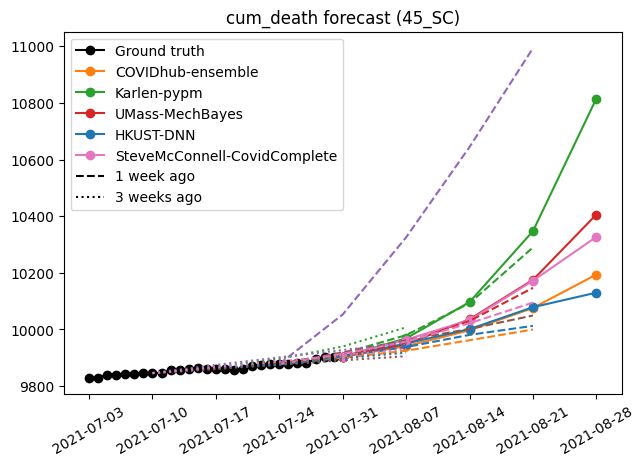 cum_death forecast (45_SC)
11000
10800
10600
10400
10200
10000
9800
Ground truth
COVIDhub-ensemble
Karlen-pypm
UMass-MechBayes
HKUST-DNN
SteveMcConnell-CovidComplete
1 week ago
3 weeks ago
2021-07-03
2021-07-10
2021-07-17
2021-07-24
2021-07-31
2021-08-07
2021-08-14
2021-08-21
2021-08-28